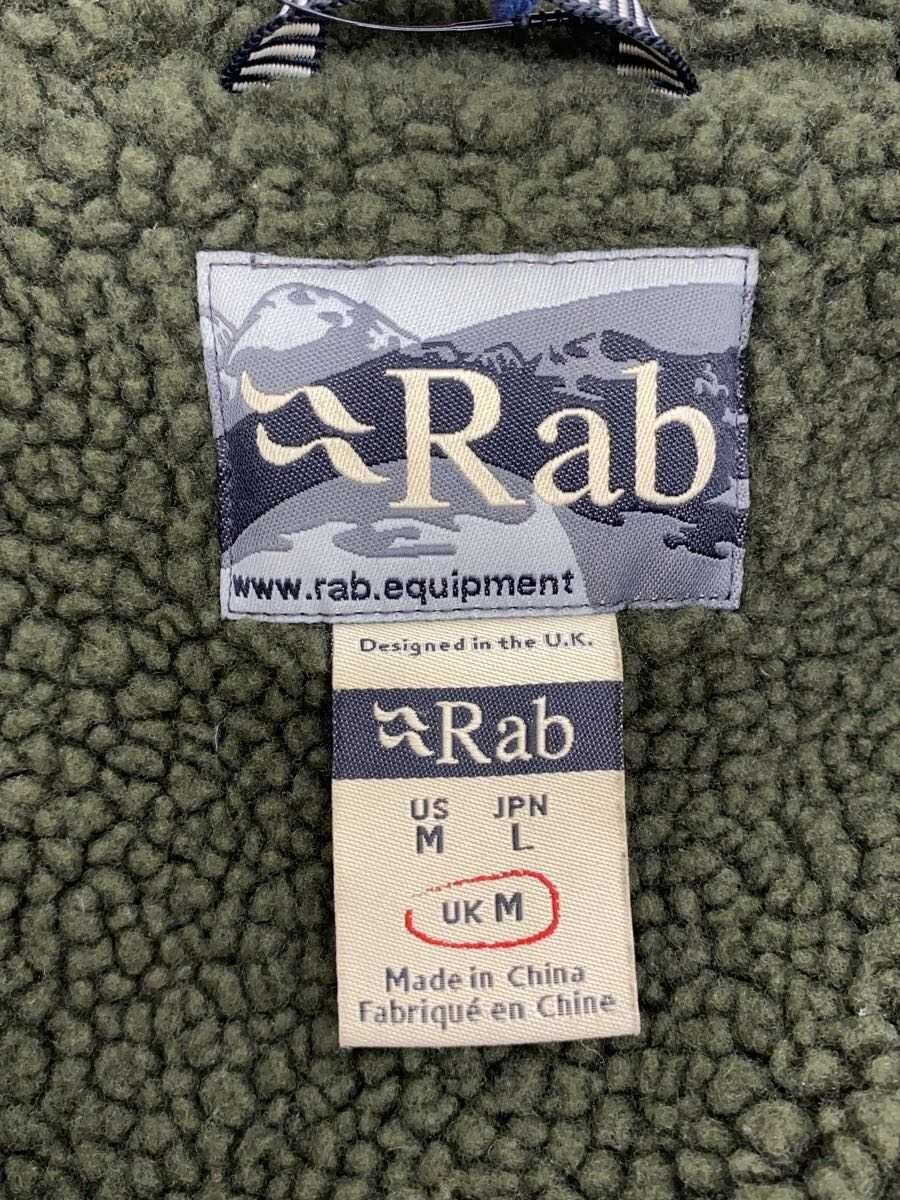 Rab
www.rab.equipment
Designed in the U.K.
Rab
US JPN
M L
UK M
Made in China
Fabriqué en Chine